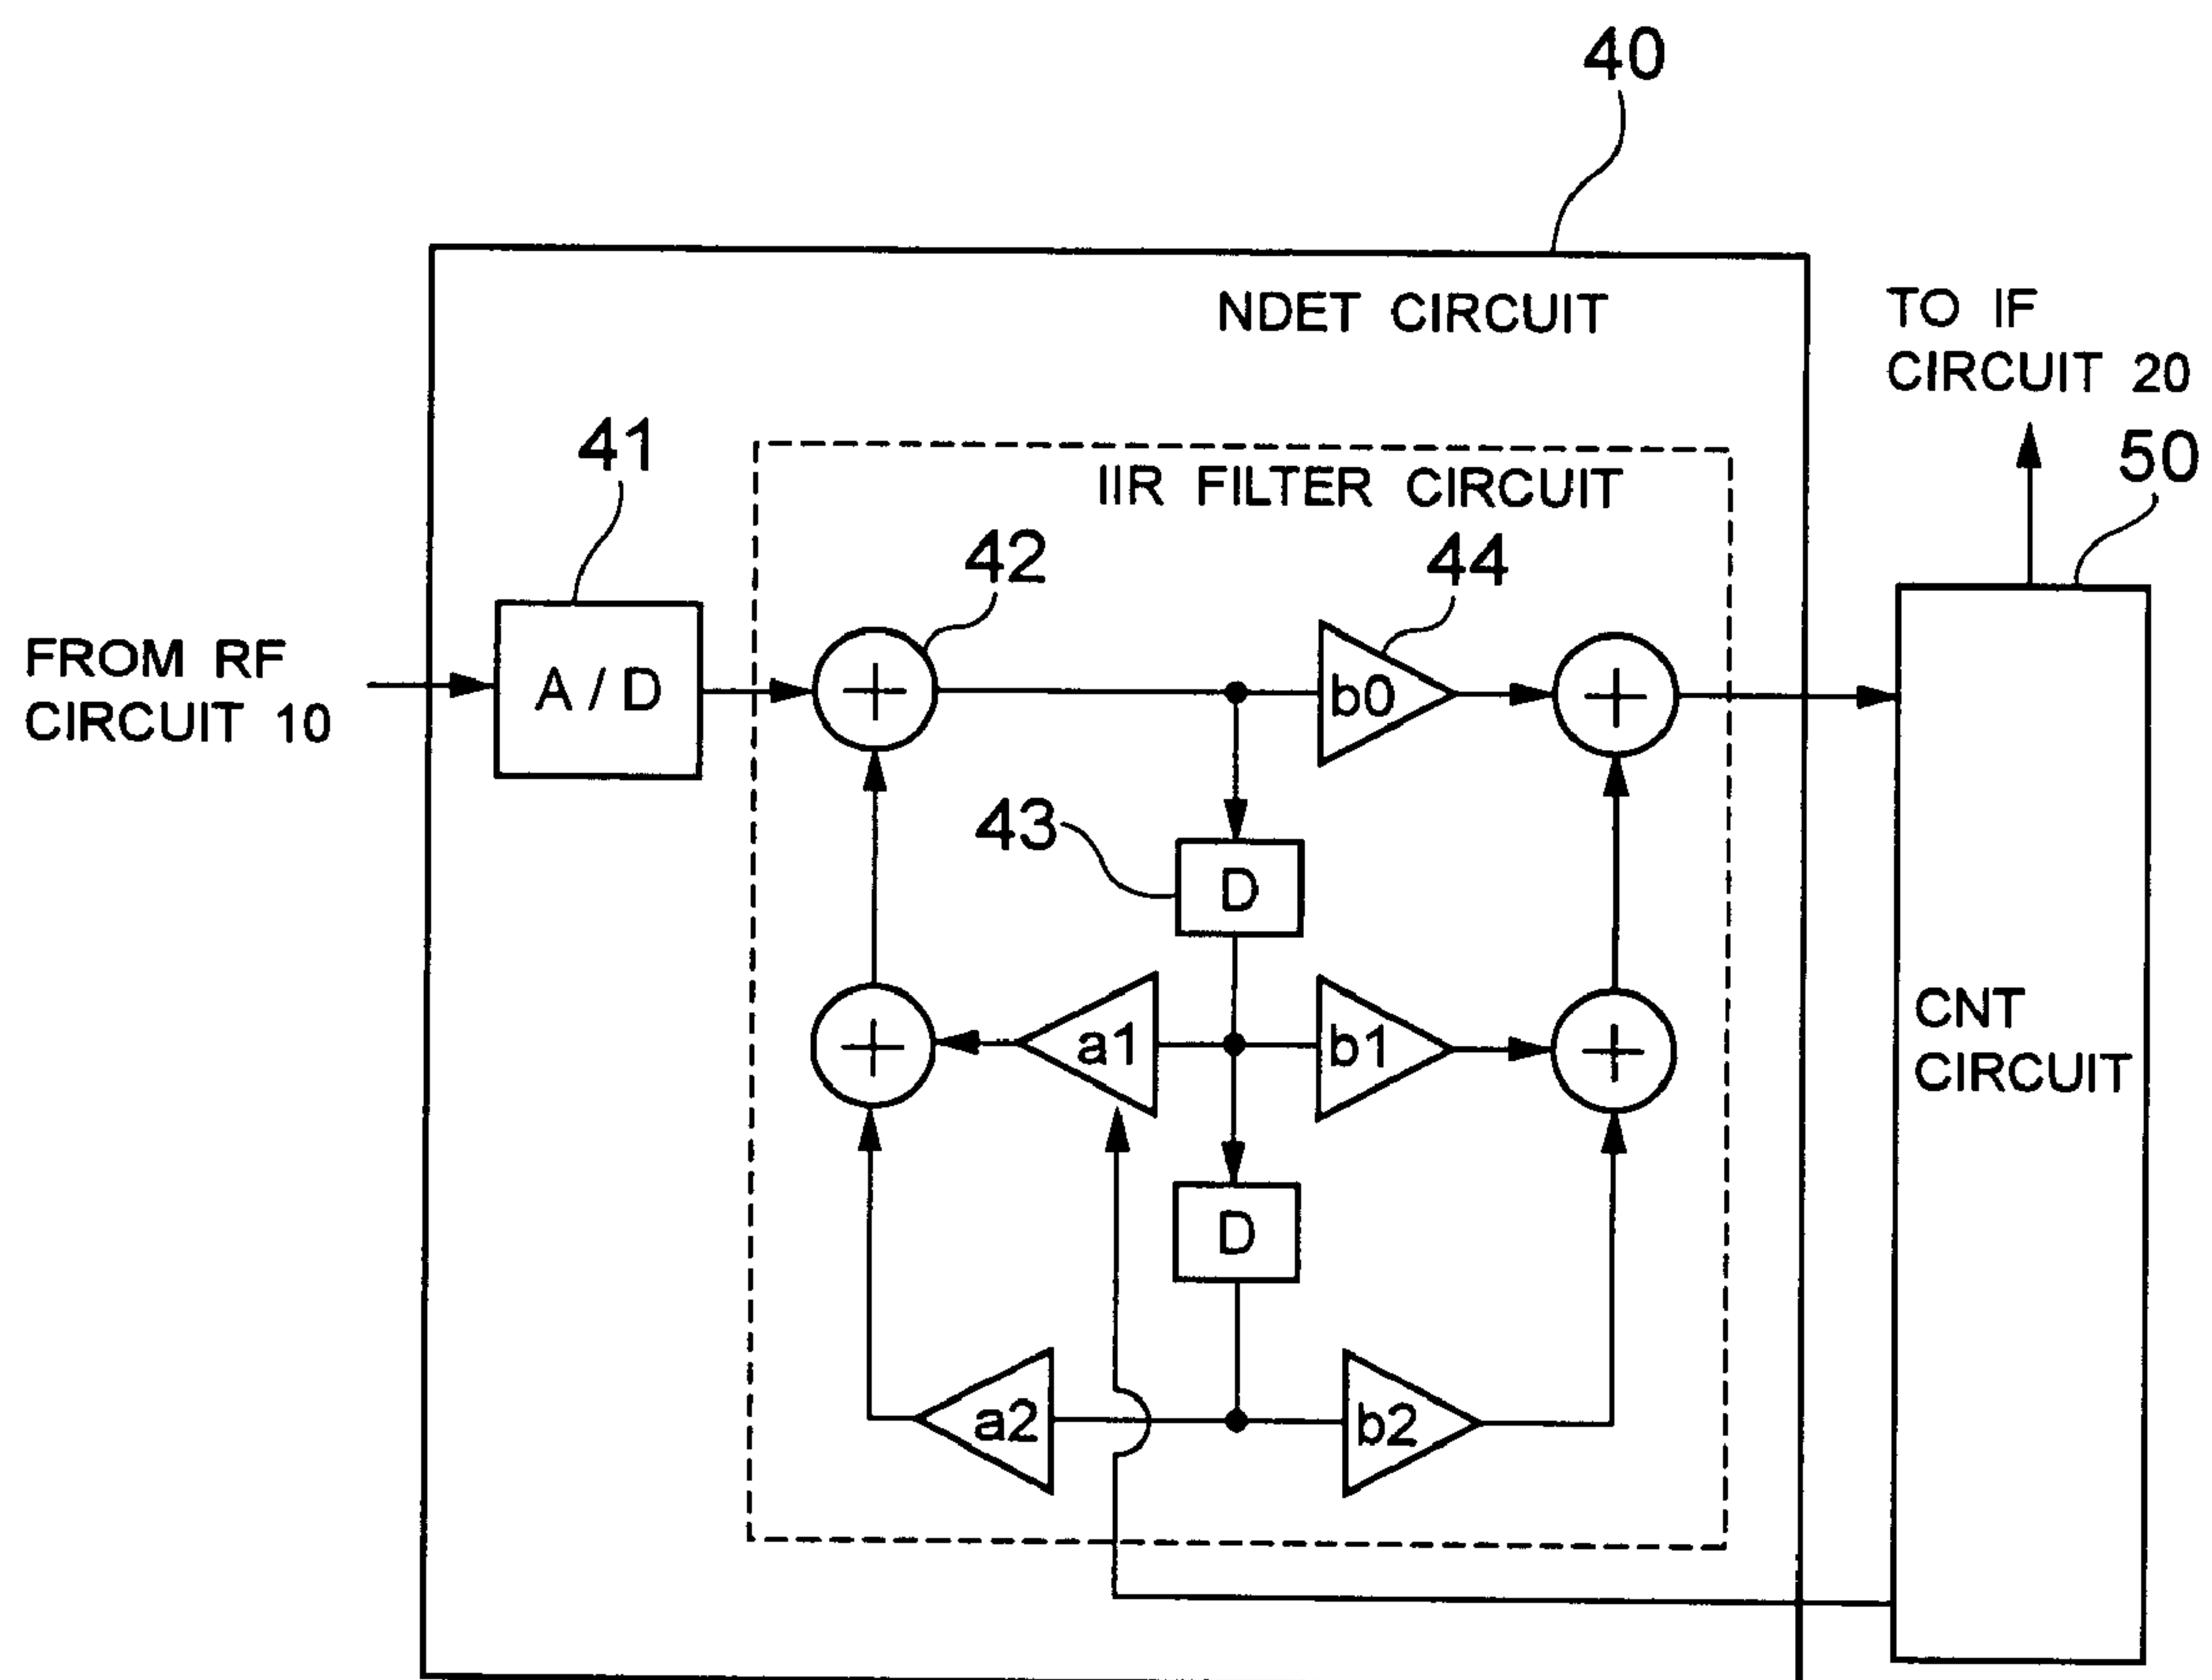 40
NDET CIRCUIT
TO IF
CIRCUIT 20
41
IIR FILTER CIRCUIT
50
42
44
FROM RF
CIRCUIT 10
A / D
+
b0
+
43
D
+
a1
b1
+
CNT
CIRCUIT
D
a2
b2